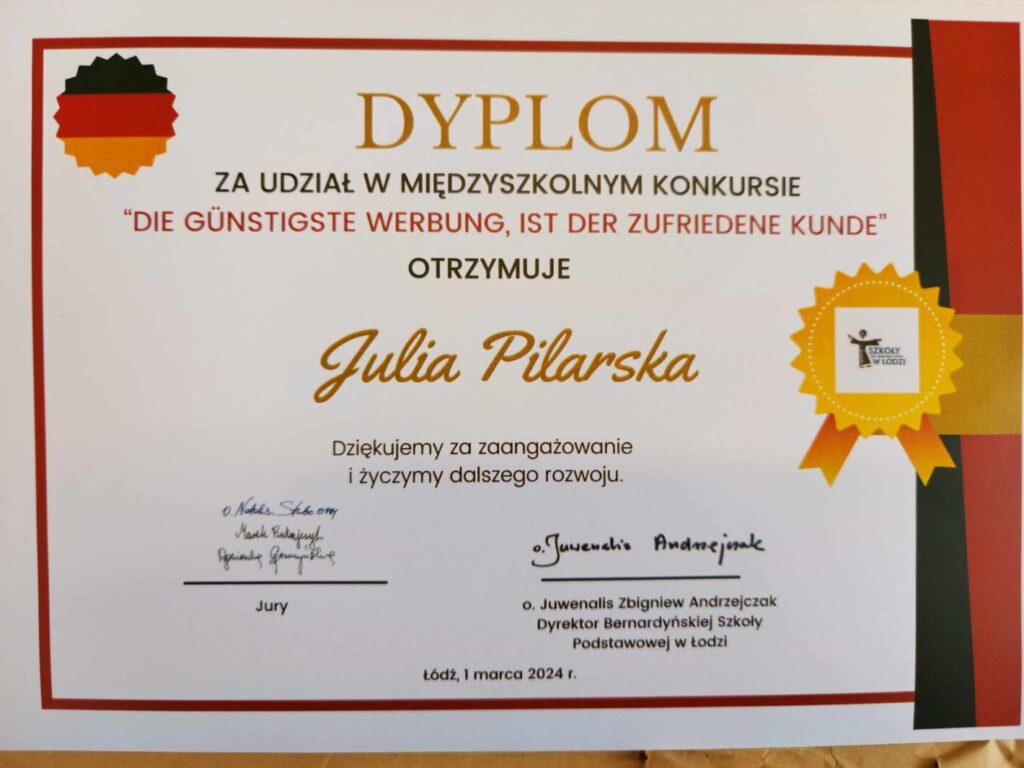 DYPLOM
ZA UDZIAŁ W MIĘDZYSZKOLNYM KONKURSIE
“DIE GÜNSTIGSTE WERBUNG, IST DER ZUFRIEDENE KUNDE”
OTRZYMUJE
Julia Pilarska
SZKOŁY
W ŁODZI
Dziękujemy za zaangażowanie
i życzymy dalszego rozwoju.
o. Juwenalis Andrzejczak
Jury
o. Juwenalis Zbigniew Andrzejczak
Dyrektor Bernardyńskiej Szkoły
Podstawowej w Łodzi
Łódź, 1 marca 2024 r.